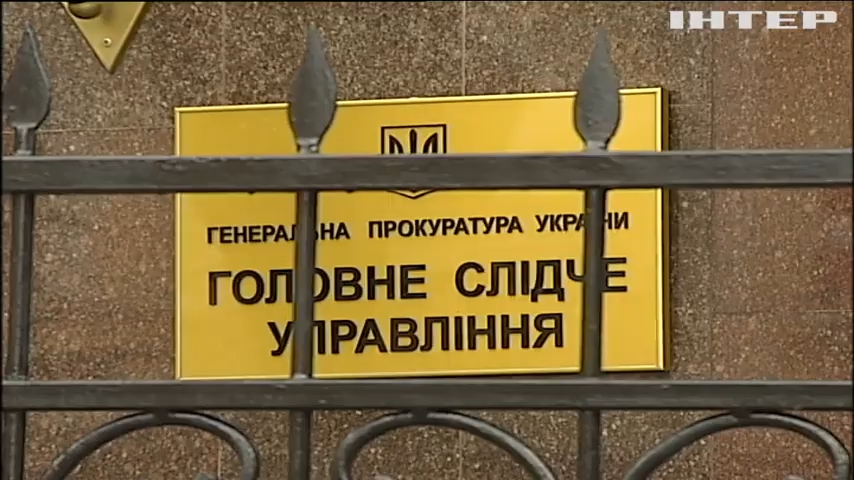 ІНТЕР
ГЕНЕРАЛЬНА ПРОКУРАТУРА УКРАЇНИ
ГОЛОВНЕ СЛІДЧЕ
УПРАВЛІННЯ